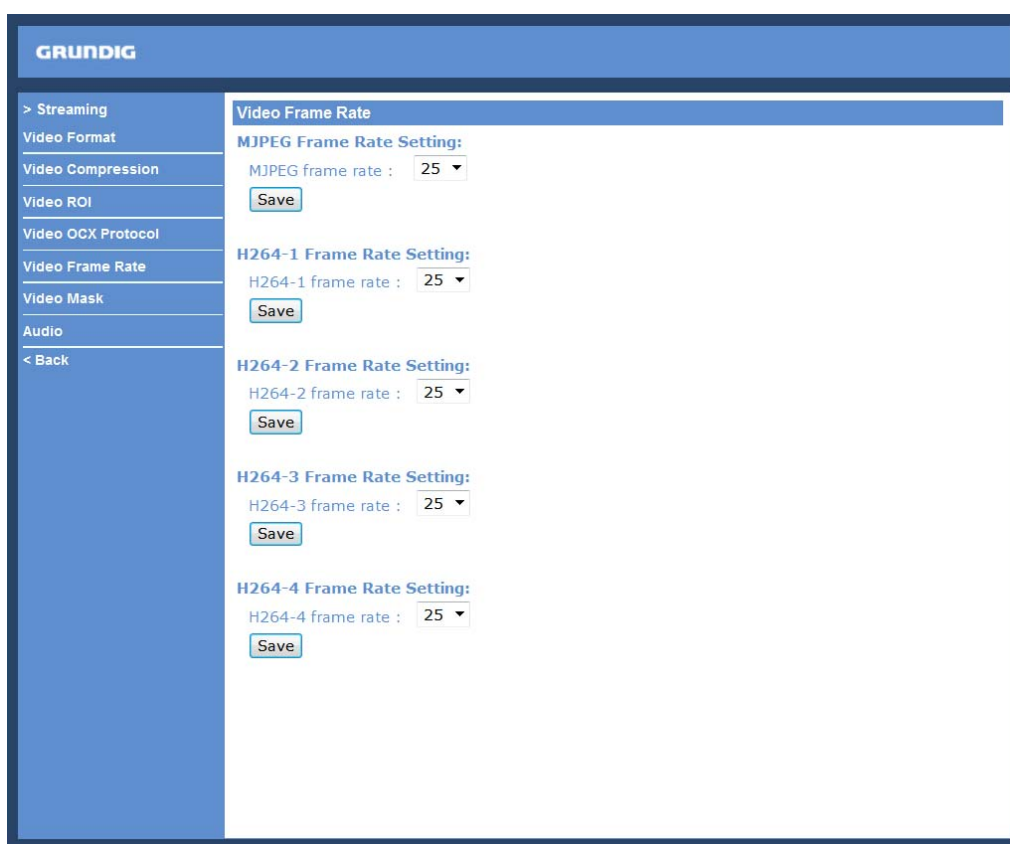 GRUNDIG
> Streaming
Video Format
Video Compression
Video ROI
Video OCX Protocol
Video Frame Rate
Video Mask
Audio
< Back
Video Frame Rate
MJPEG Frame Rate Setting:
MJPEG frame rate : 25
Save
H264-1 Frame Rate Setting:
H264-1 frame rate : 25
Save
H264-2 Frame Rate Setting:
H264-2 frame rate : 25
Save
H264-3 Frame Rate Setting:
H264-3 frame rate : 25
Save
H264-4 Frame Rate Setting:
H264-4 frame rate : 25
Save